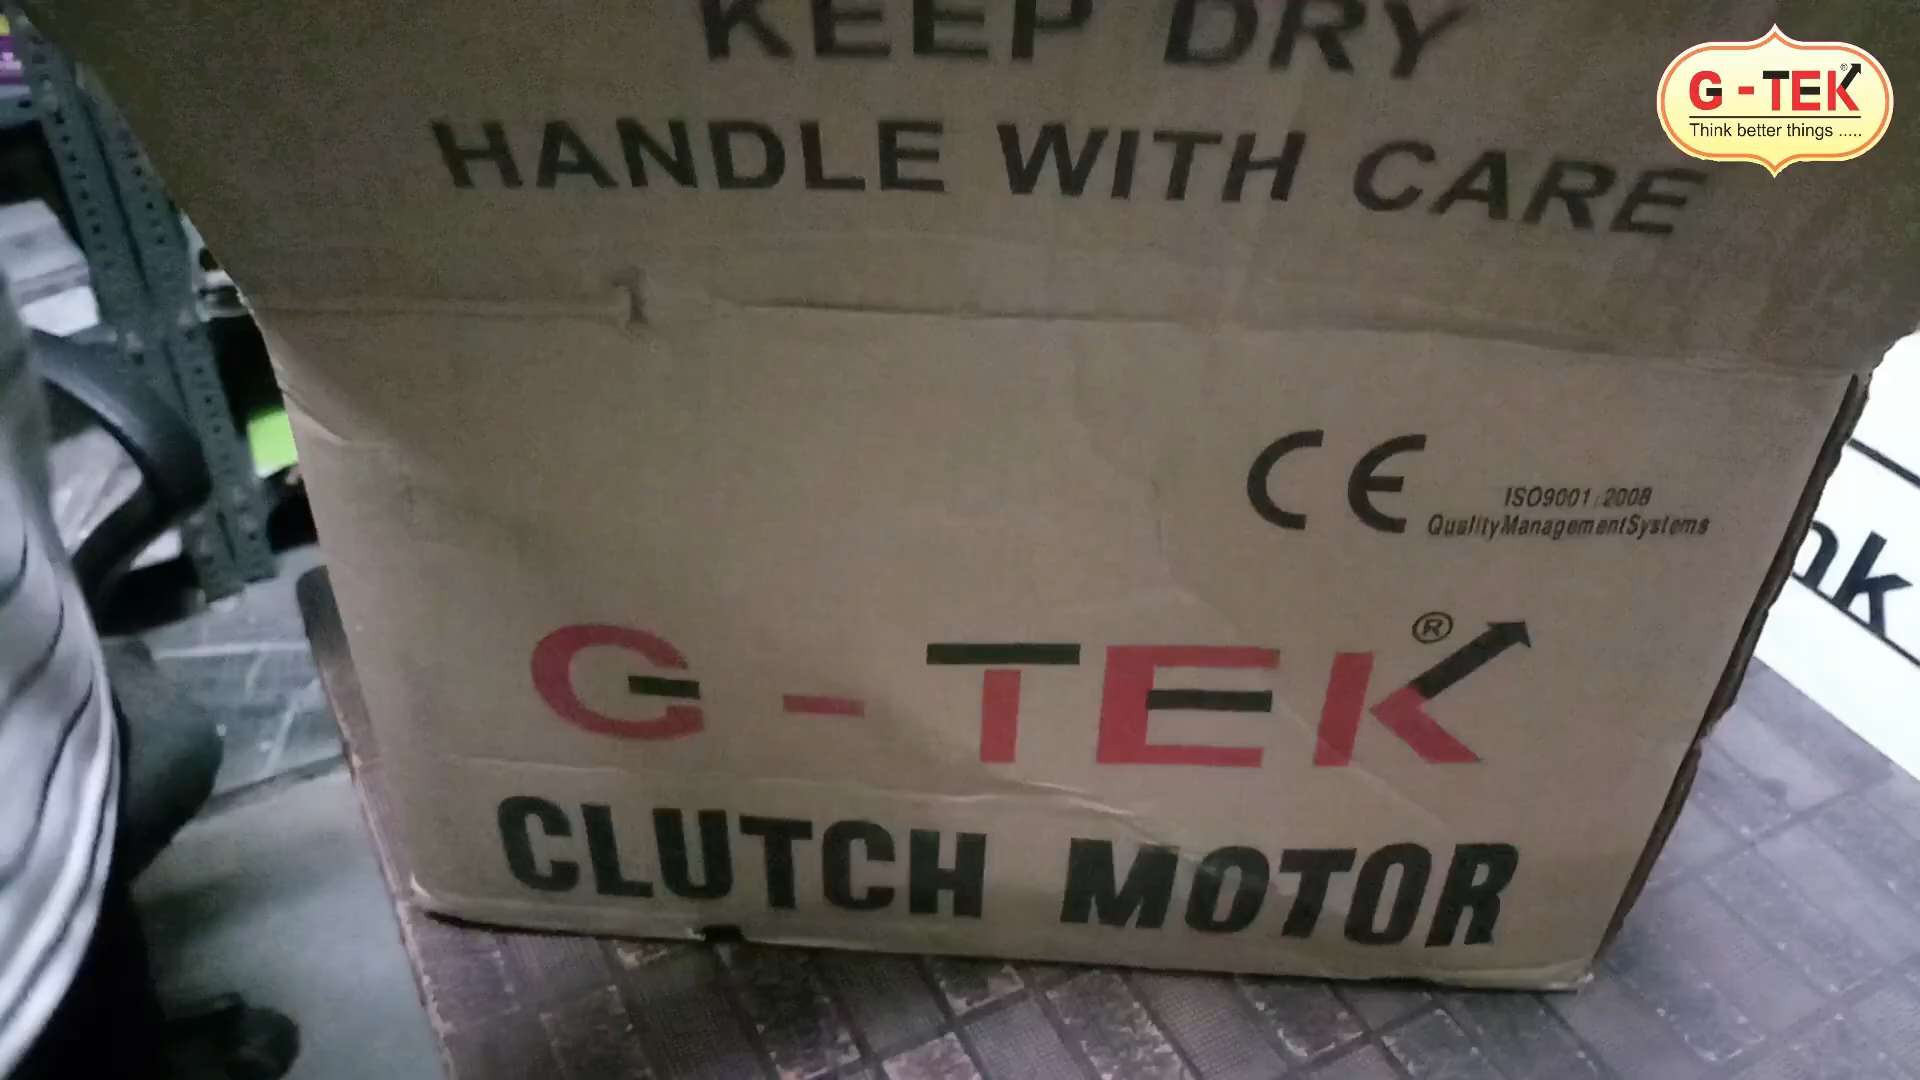 KEEP DRY
HANDLE WITH CARE
G-TEK®
Think better things .....
CE
ISO9001:2008
QualityManagementSystems
G-TEK®
CLUTCH MOTOR